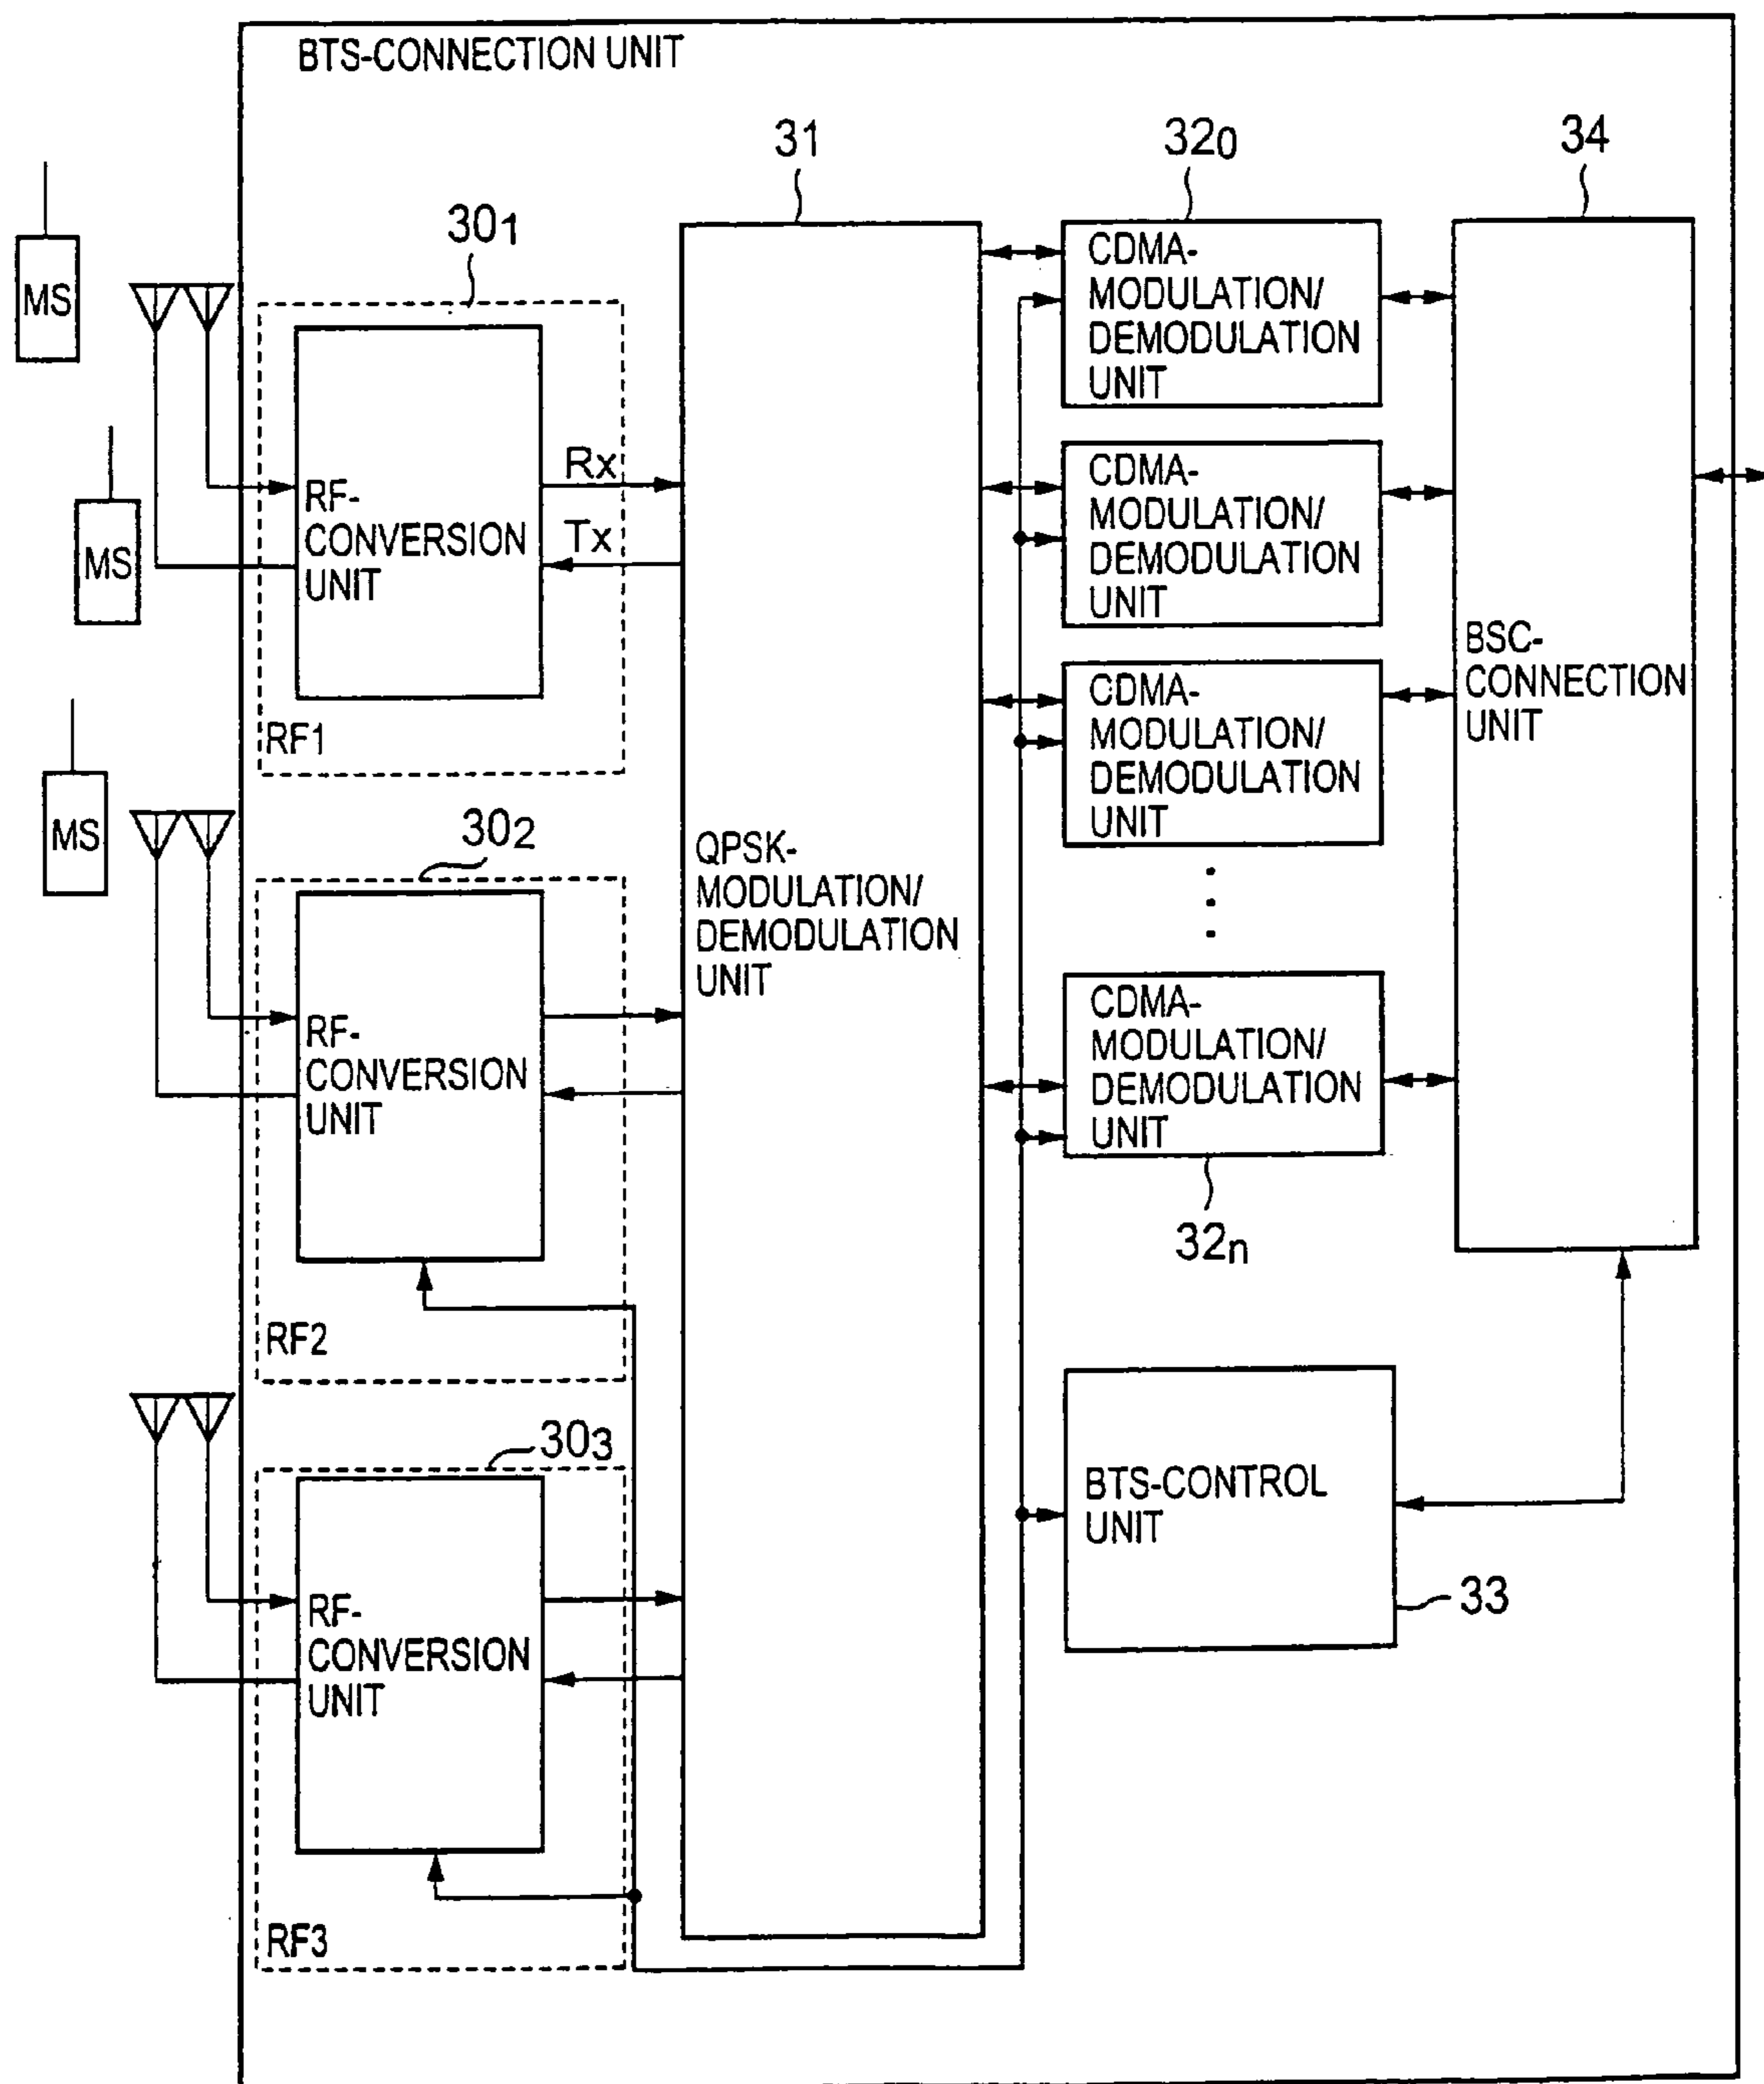 BTS-CONNECTION UNIT
31
32₀
34
30₁
MS
RF-
CONVERSION
UNIT
Rx
Tx
RF1
MS
MS
30₂
RF-
CONVERSION
UNIT
RF2
30₃
RF-
CONVERSION
UNIT
RF3
QPSK-
MODULATION/
DEMODULATION
UNIT
CDMA-
MODULATION/
DEMODULATION
UNIT
CDMA-
MODULATION/
DEMODULATION
UNIT
CDMA-
MODULATION/
DEMODULATION
UNIT
CDMA-
MODULATION/
DEMODULATION
UNIT
32ₙ
BSC-
CONNECTION
UNIT
BTS-CONTROL
UNIT
33